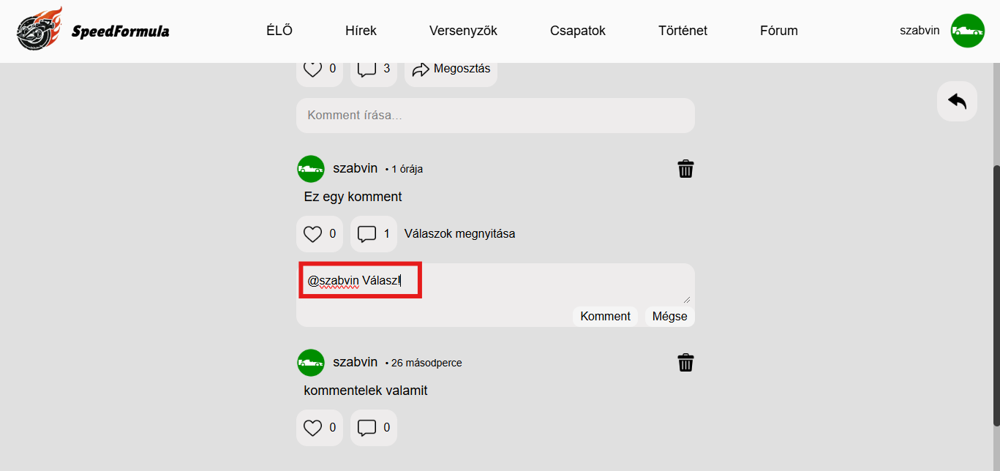 SpeedFormula ÉLŐ Hírek Versenyzők Csapatok Történet Fórum szabvin
0 3 Megosztás
Komment írása...
szabvin • 1 órája
Ez egy komment
0 1 Válaszok megnyitása
@szabvin Válasz!
Komment Mégse
szabvin • 26 másodperce
kommentelek valamit
0 0